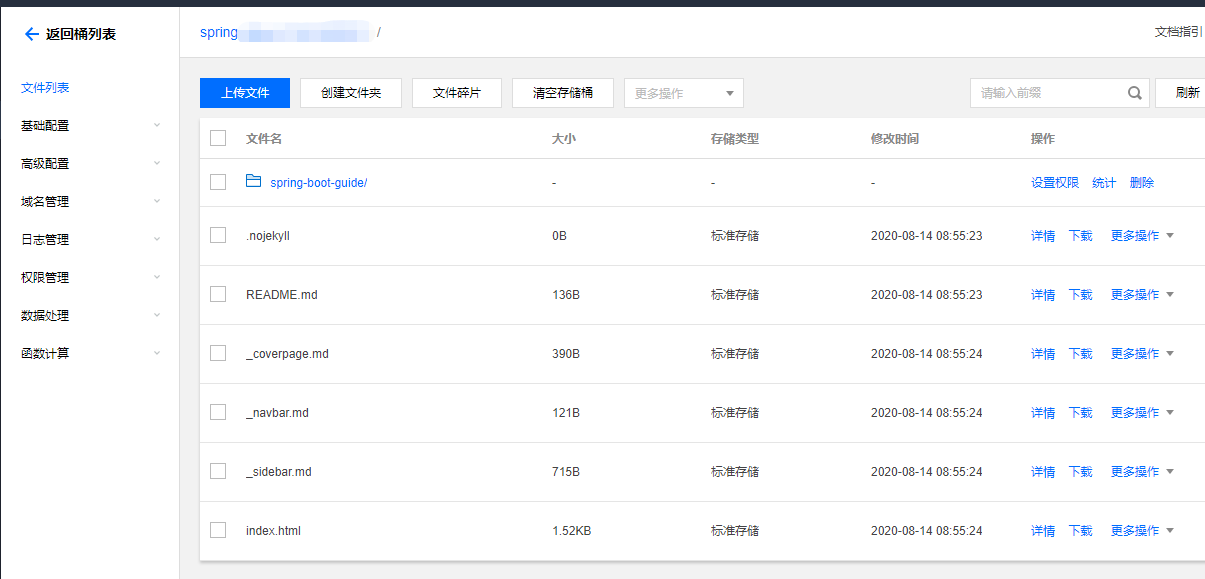 返回桶列表
文件列表
基础配置
高级配置
域名管理
日志管理
权限管理
数据处理
函数计算
spring /
文档指引
上传文件 创建文件夹 文件碎片 清空存储桶 更多操作 请输入前缀 刷新
文件名 大小 存储类型 修改时间 操作
spring-boot-guide/ - - - 设置权限 统计 删除
.nojekyll 0B 标准存储 2020-08-14 08:55:23 详情 下载 更多操作
README.md 136B 标准存储 2020-08-14 08:55:23 详情 下载 更多操作
_coverpage.md 390B 标准存储 2020-08-14 08:55:24 详情 下载 更多操作
_navbar.md 121B 标准存储 2020-08-14 08:55:24 详情 下载 更多操作
_sidebar.md 715B 标准存储 2020-08-14 08:55:24 详情 下载 更多操作
index.html 1.52KB 标准存储 2020-08-14 08:55:24 详情 下载 更多操作